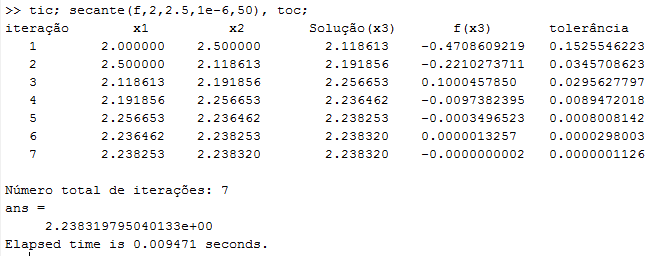 >> tic; secante(f,2,2.5,1e-6,50), toc;
iteração x1 x2 Solução(x3) f(x3) tolerância
1 2.000000 2.500000 2.118613 -0.4708609219 0.1525546223
2 2.500000 2.118613 2.191856 -0.2210273711 0.0345708623
3 2.118613 2.191856 2.256653 0.1000457850 0.0295627797
4 2.191856 2.256653 2.236462 -0.0097382395 0.0089472018
5 2.256653 2.236462 2.238253 -0.0003496523 0.0008008142
6 2.236462 2.238253 2.238320 0.0000013257 0.0000298003
7 2.238253 2.238320 2.238320 -0.0000000002 0.0000001126
Número total de iterações: 7
ans =
2.238319795040133e+00
Elapsed time is 0.009471 seconds.